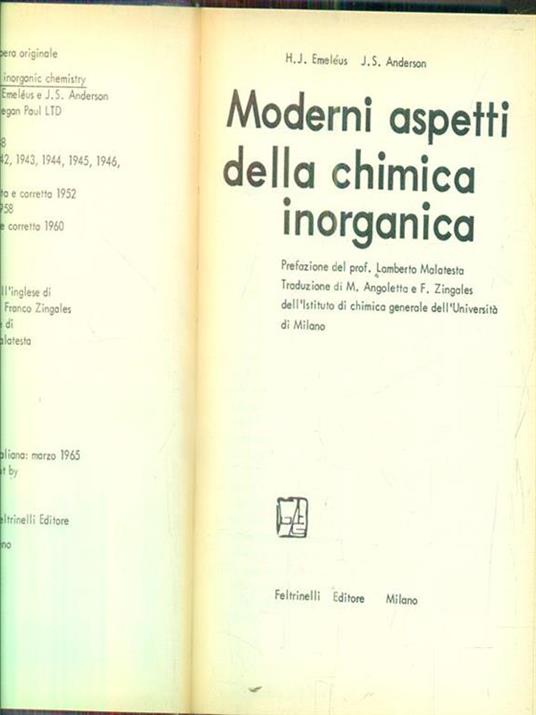 pera originale
inorganic chemistry
Emeléus e J.S. Anderson
egan Paul LTD
8
42, 1943, 1944, 1945, 1946,
ta e corretta 1952
958
e corretta 1960
ll'inglese di
Franco Zingales
di
alatesta
aliana: marzo 1965
t by
eltrinelli Editore
no
H.J. Emeléus J.S. Anderson
Moderni aspetti
della chimica
inorganica
Prefazione del prof. Lamberto Malatesta
Traduzione di M. Angoletta e F. Zingales
dell'Istituto di chimica generale dell'Università
di Milano
Feltrinelli Editore Milano